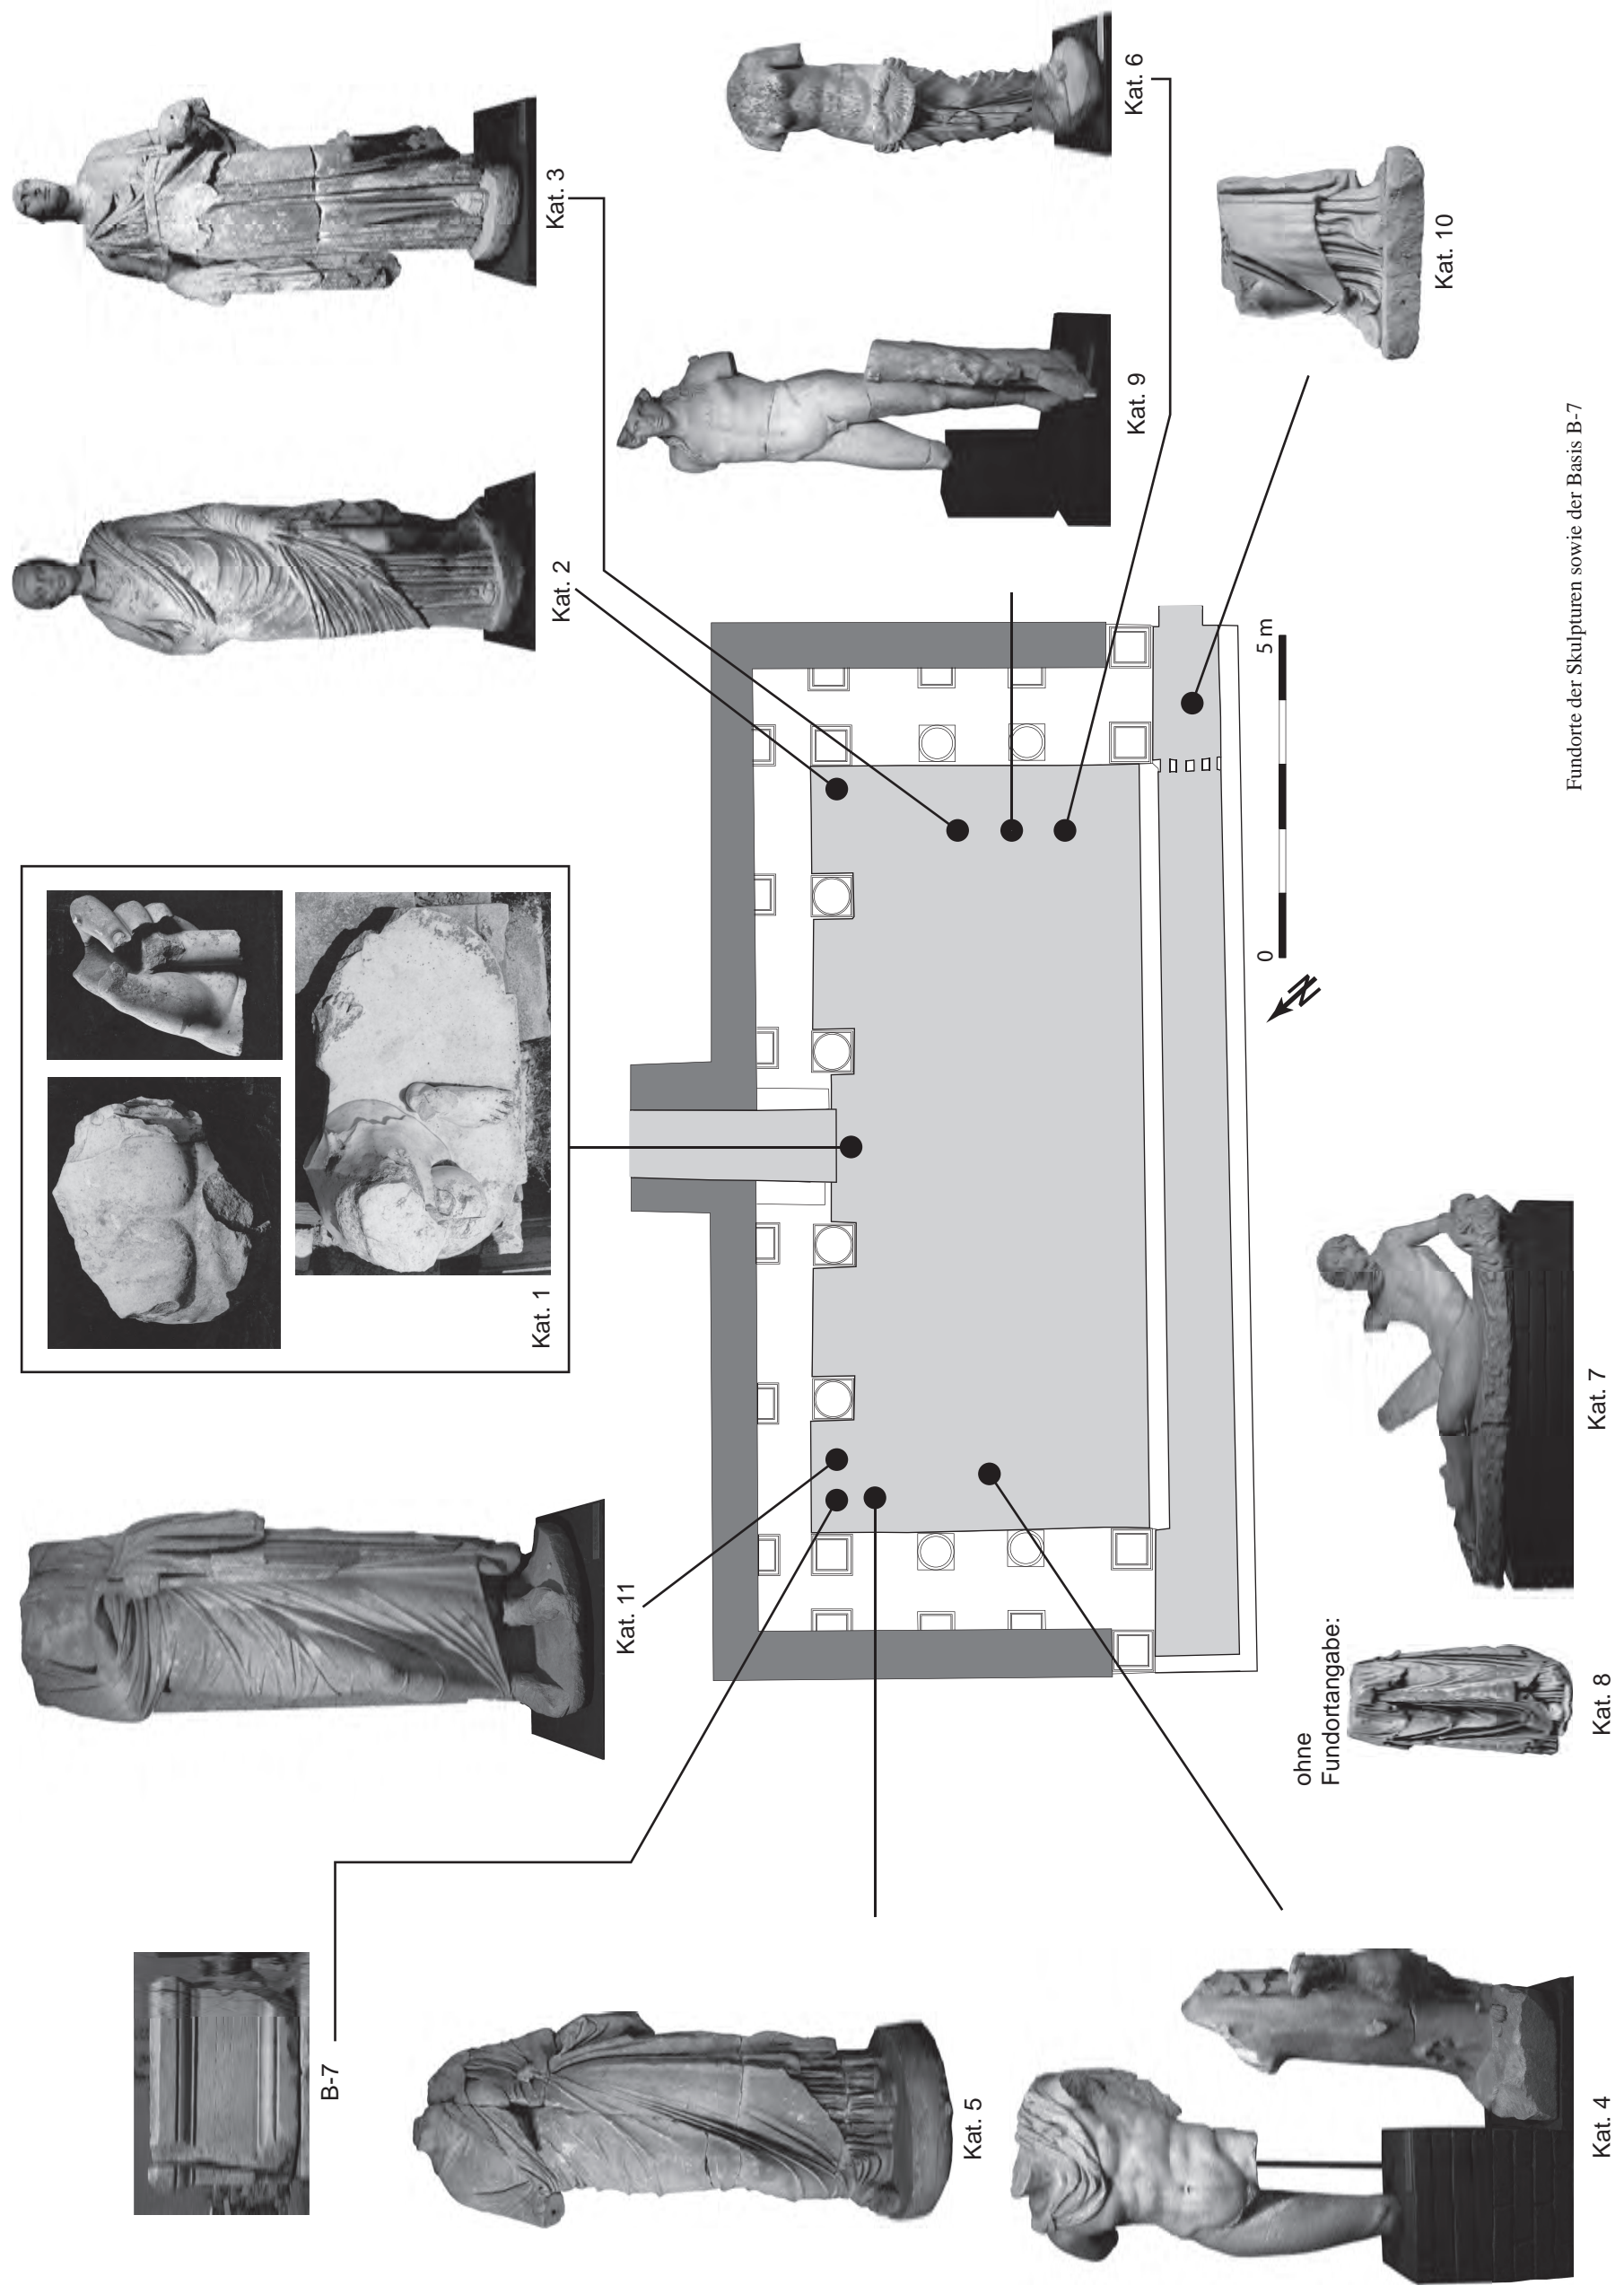 B-7
Kat. 11
Kat. 1
Kat. 2
Kat. 3
Kat. 5
Kat. 9
Kat. 6
Kat. 4
ohne
Fundortangabe:
Kat. 8
Kat. 7
N
0
5 m
Kat. 10
Fundorte der Skulpturen sowie der Basis B-7